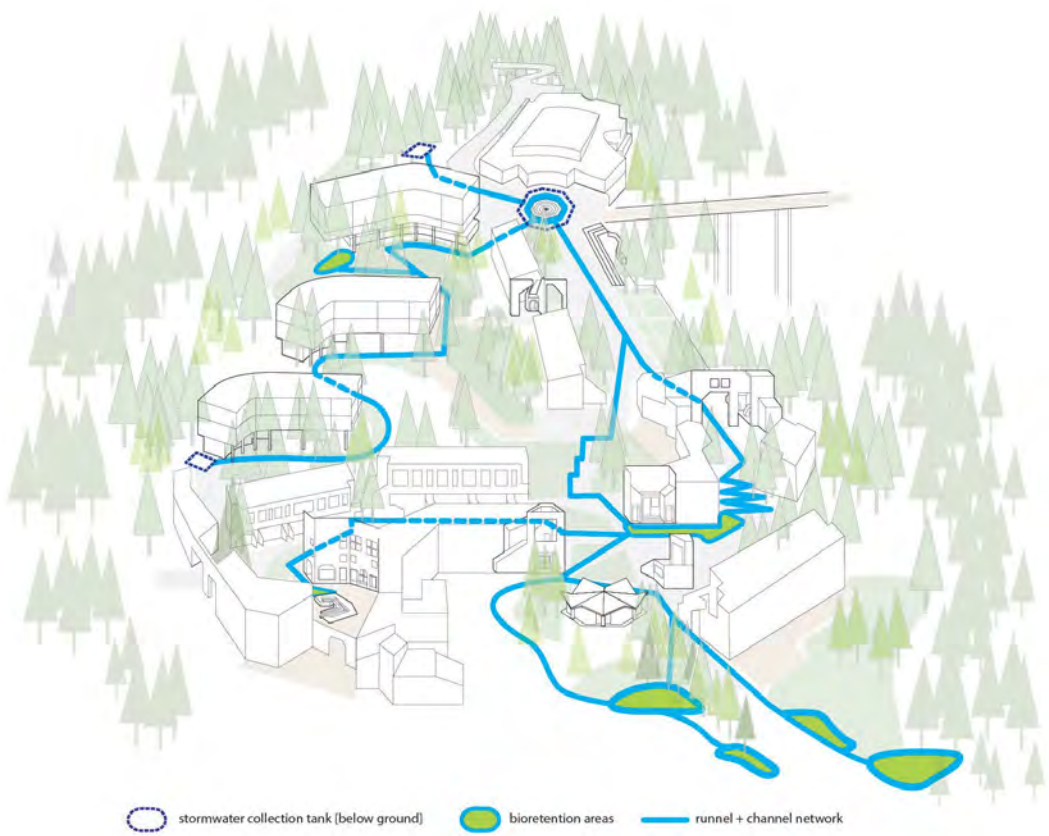 stormwater collection tank [below ground]
bioretention areas
runnel + channel network